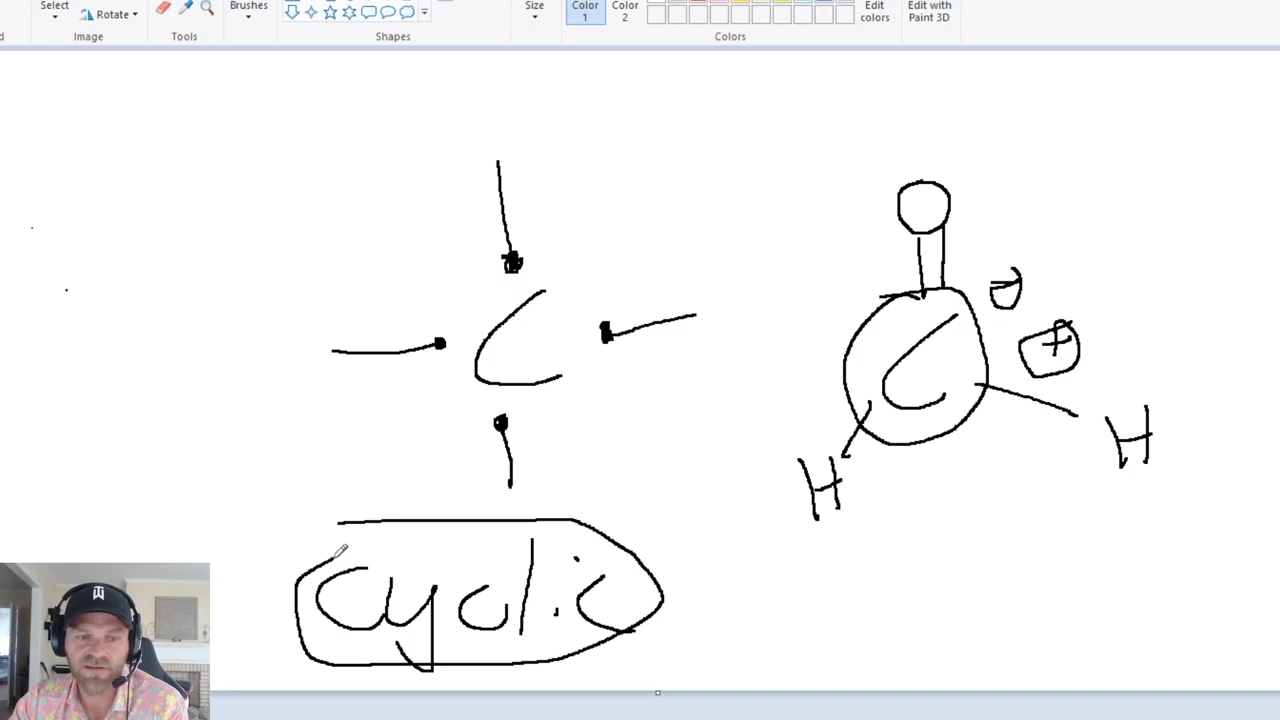 Select
Rotate
Image
Tools
Brushes
Shapes
Size
Color 1
Color 2
Colors
Edit colors
Edit with Paint 3D
C
C
H
H
+
cyclic